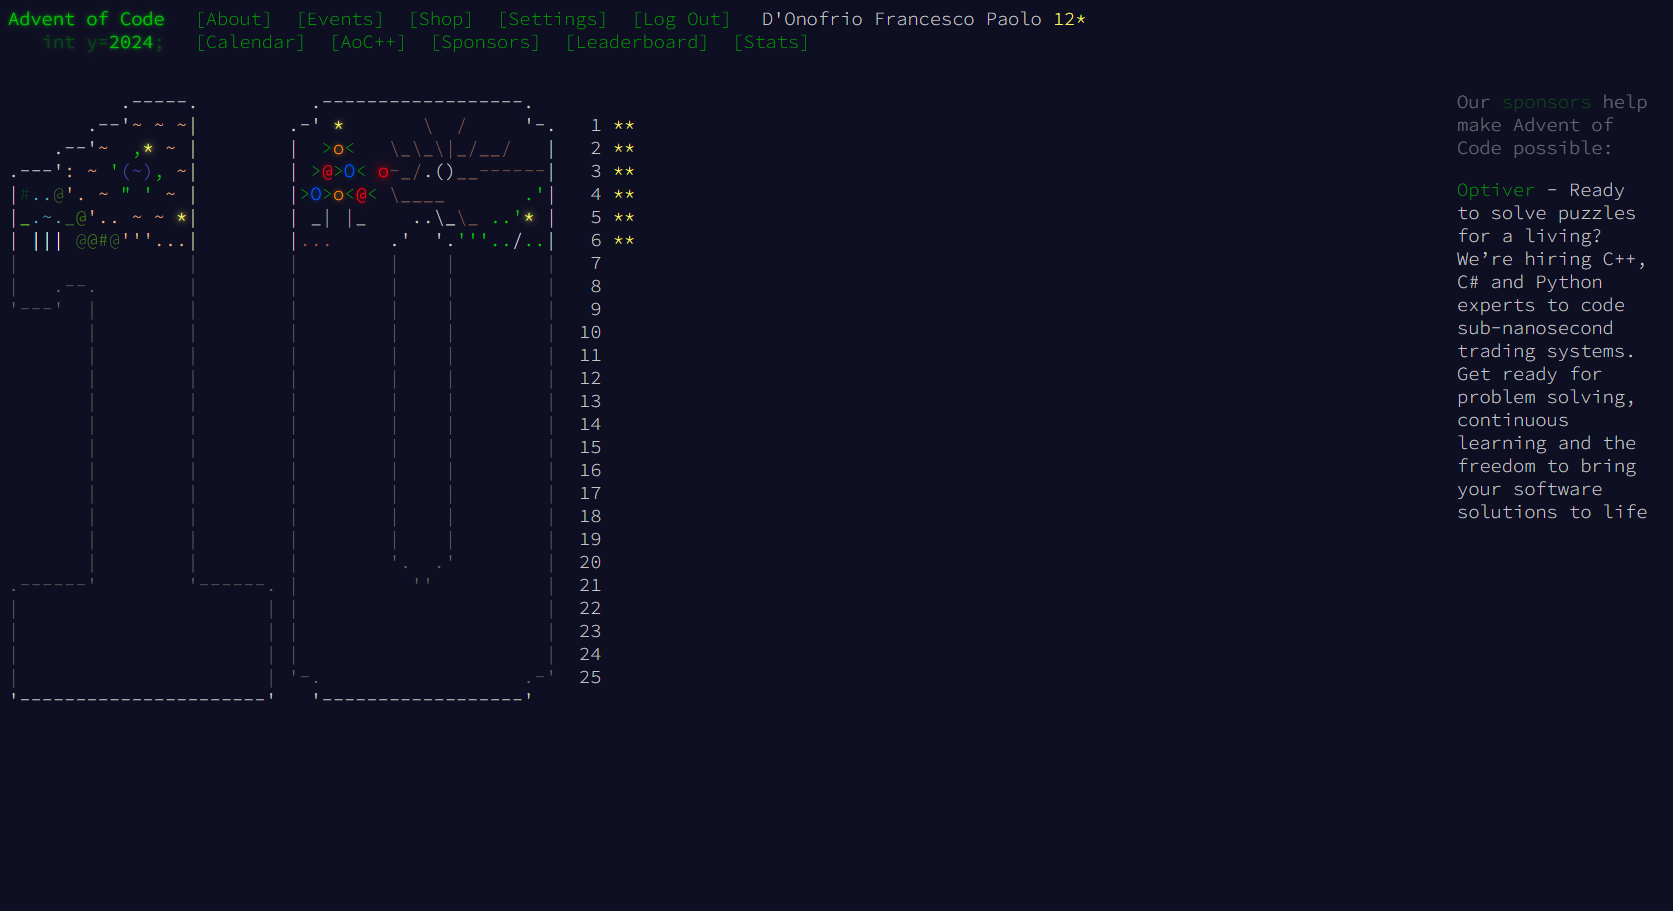 Advent of Code [About] [Events] [Shop] [Settings] [Log Out] D'Onofrio Francesco Paolo 12*
int y=2024; [Calendar] [AoC++] [Sponsors] [Leaderboard] [Stats]
1 **
2 **
3 **
4 **
5 **
6 **
7
8
9
10
11
12
13
14
15
16
17
18
19
20
21
22
23
24
25
Our sponsors help
make Advent of
Code possible:
Optiver - Ready
to solve puzzles
for a living?
We’re hiring C++,
C# and Python
experts to code
sub-nanosecond
trading systems.
Get ready for
problem solving,
continuous
learning and the
freedom to bring
your software
solutions to life